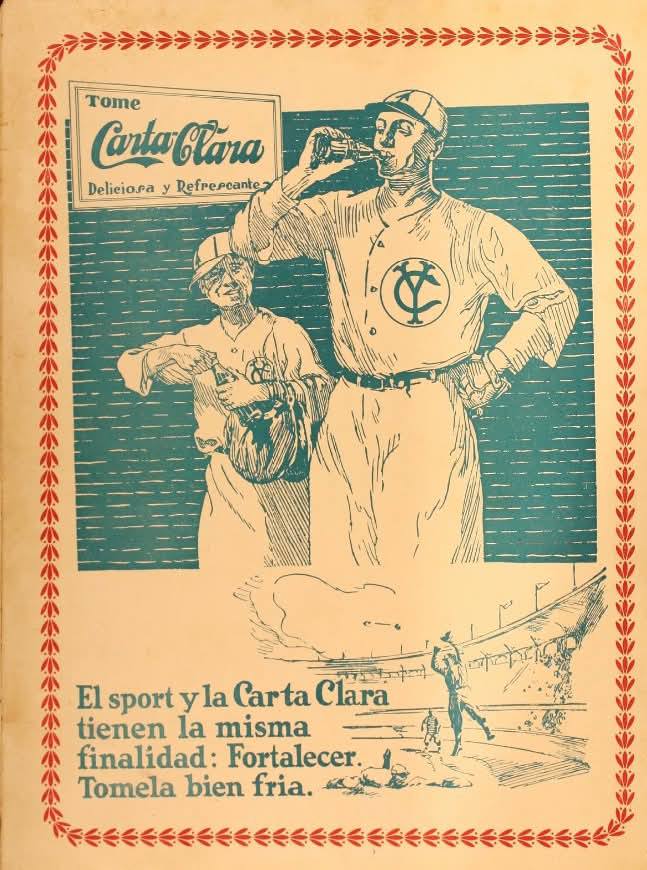 Tome
Carta-Clara
Deliciosa y Refrescante
YC
El sport y la Carta Clara
tienen la misma
finalidad: Fortalecer.
Tomela bien fria.